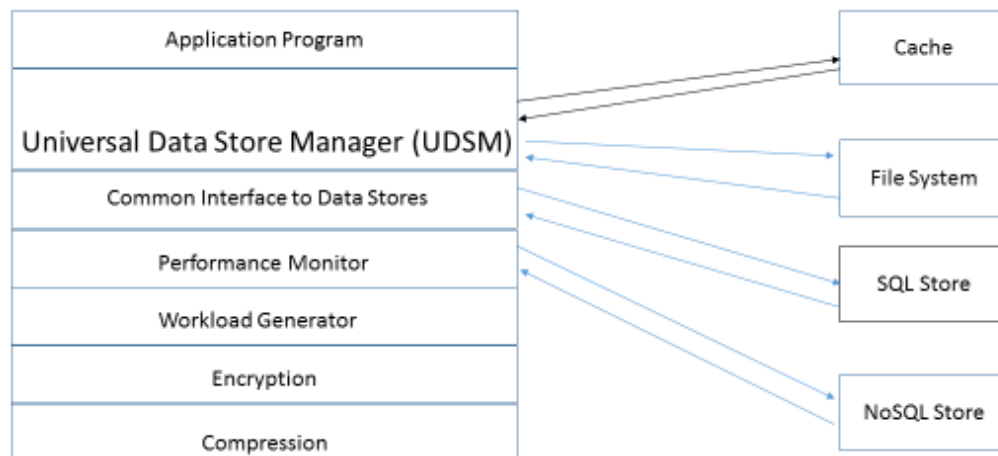 Application Program
Universal Data Store Manager (UDSM)
Common Interface to Data Stores
Performance Monitor
Workload Generator
Encryption
Compression
Cache
File System
SQL Store
NoSQL Store